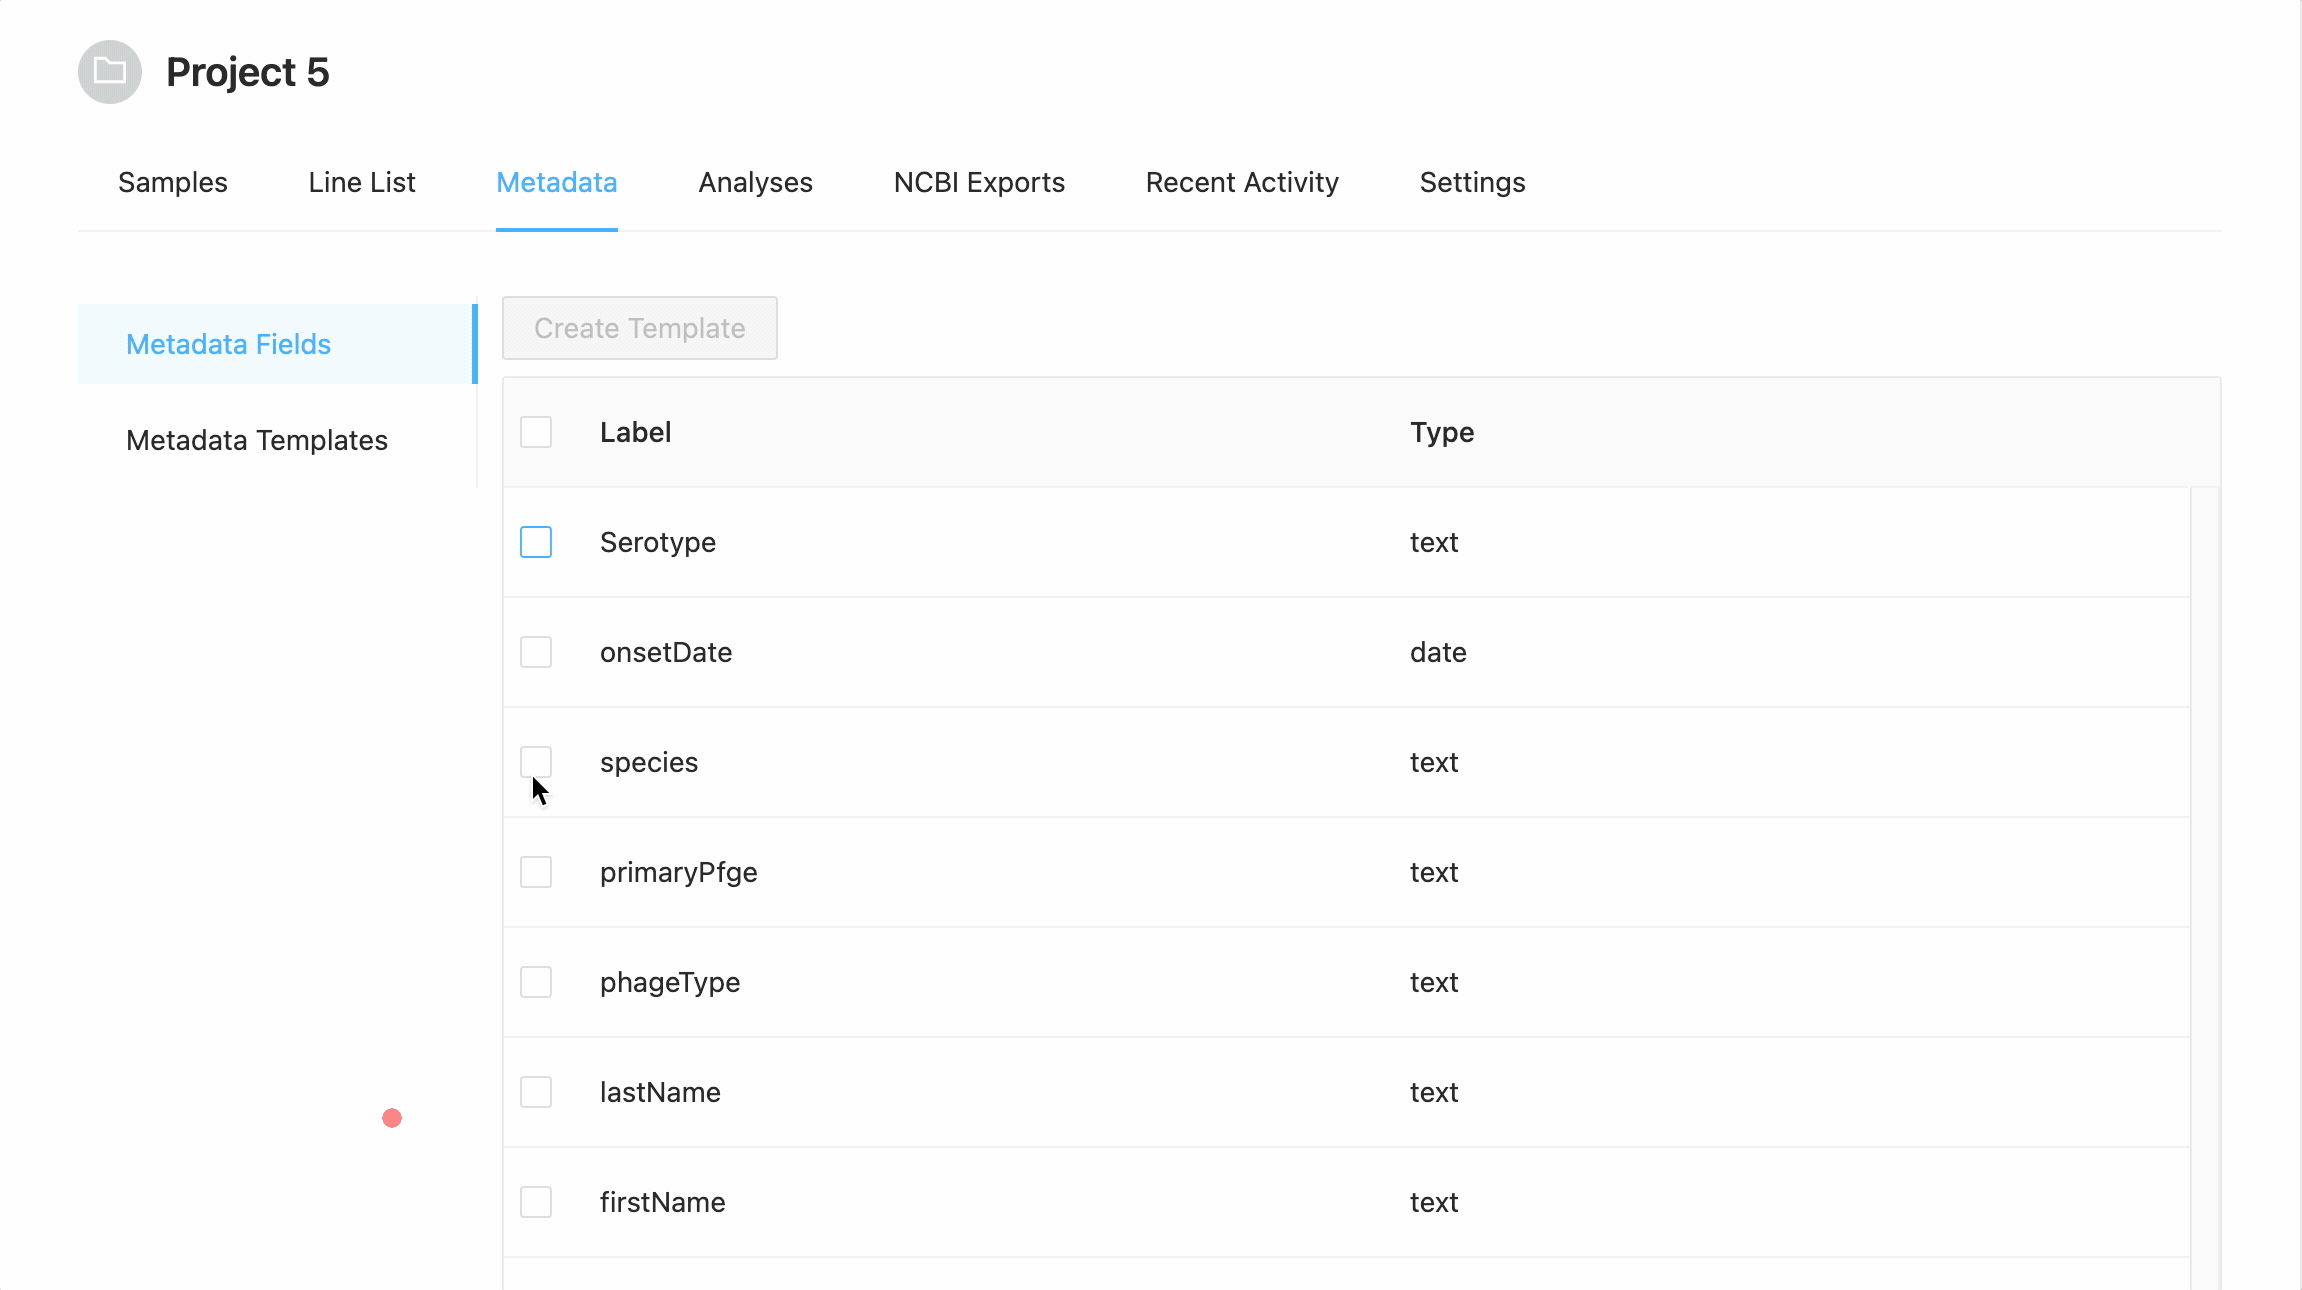 Project 5
Samples Line List Metadata Analyses NCBI Exports Recent Activity Settings
Metadata Fields
Metadata Templates
Create Template
Label Type
Serotype text
onsetDate date
species text
primaryPfge text
phageType text
lastName text
firstName text